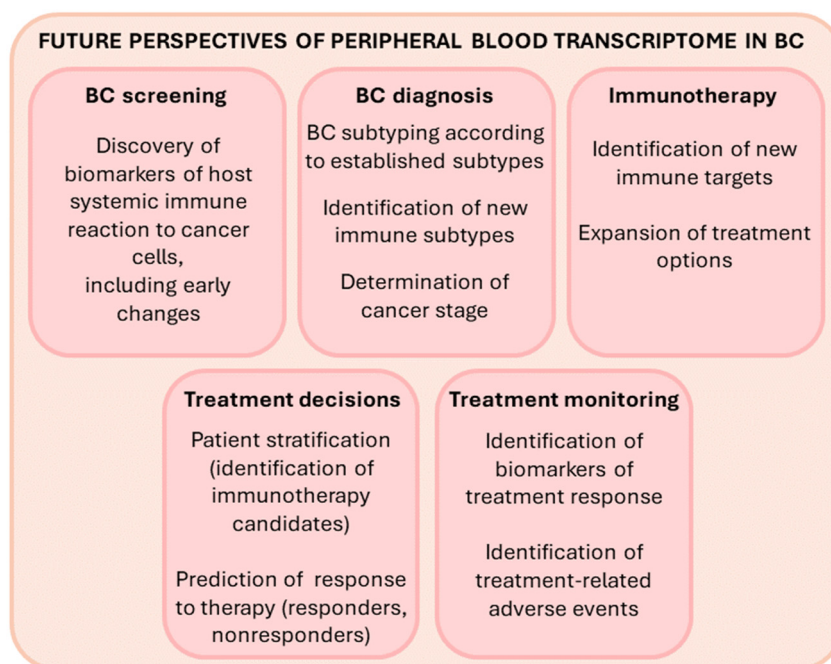 FUTURE PERSPECTIVES OF PERIPHERAL BLOOD TRANSCRIPTOME IN BC
BC screening
Discovery of
biomarkers of host
systemic immune
reaction to cancer
cells,
including early
changes
BC diagnosis
BC subtyping according
to established subtypes
Identification of new
immune subtypes
Determination of
cancer stage
Immunotherapy
Identification of new
immune targets
Expansion of treatment
options
Treatment decisions
Patient stratification
(identification of
immunotherapy
candidates)
Prediction of response
to therapy (responders,
nonresponders)
Treatment monitoring
Identification of
biomarkers of
treatment response
Identification of
treatment-related
adverse events